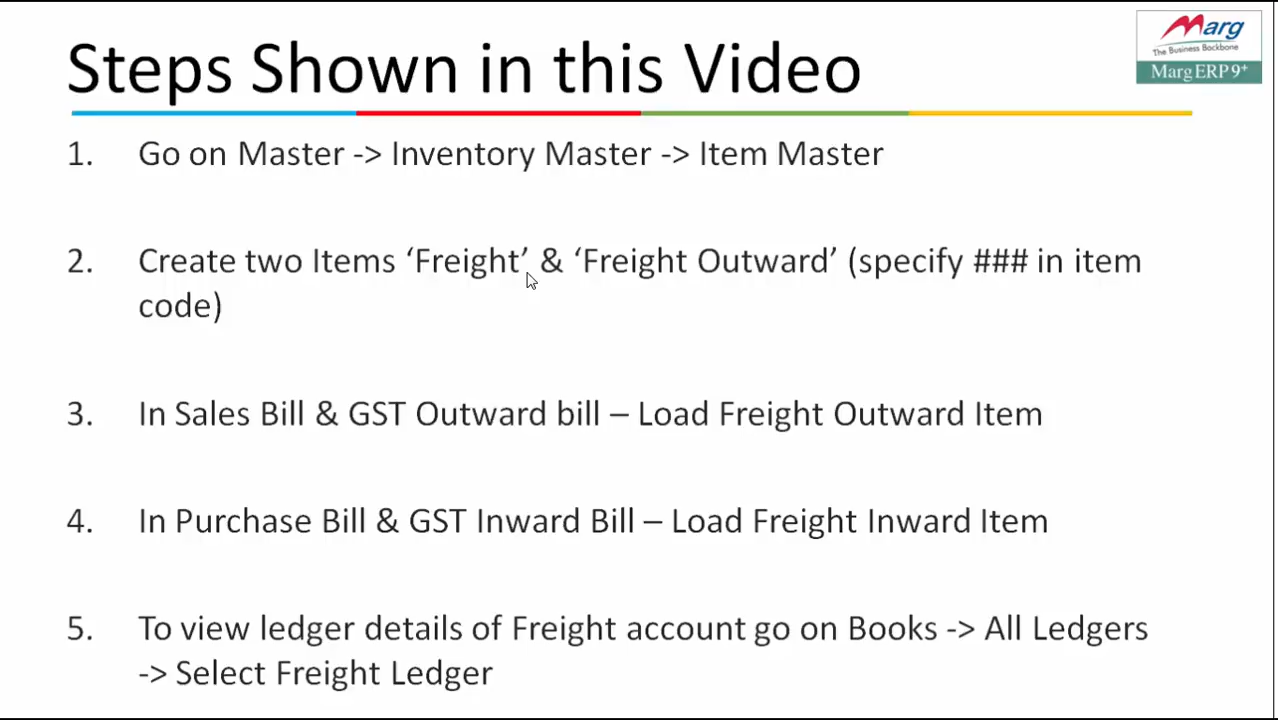 Steps Shown in this Video
Marg
The Business Backbone
Marg ERP 9+
1. Go on Master -> Inventory Master -> Item Master
2. Create two Items ‘Freight’ & ‘Freight Outward’ (specify ### in item
code)
3. In Sales Bill & GST Outward bill – Load Freight Outward Item
4. In Purchase Bill & GST Inward Bill – Load Freight Inward Item
5. To view ledger details of Freight account go on Books -> All Ledgers
-> Select Freight Ledger